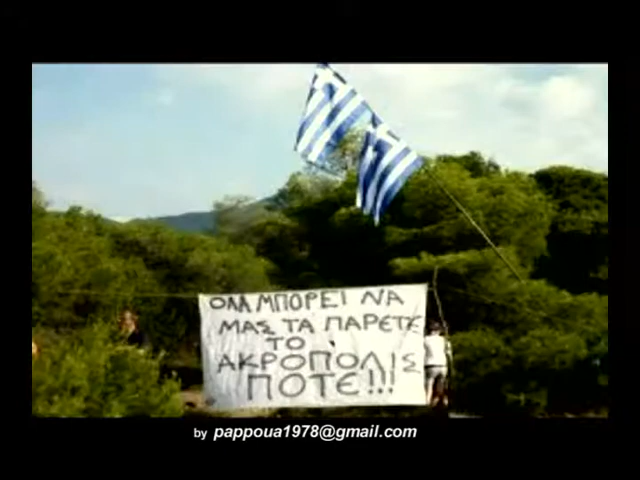 ΟΛΑ ΜΠΟΡΕΙ ΝΑ
ΜΑΣ ΤΑ ΠΑΡΕΤΕ
ΤΟ
ΑΚΡΟΠΟΛΙΣ
ΠΟΤΕ!!!
by pappoua1978@gmail.com